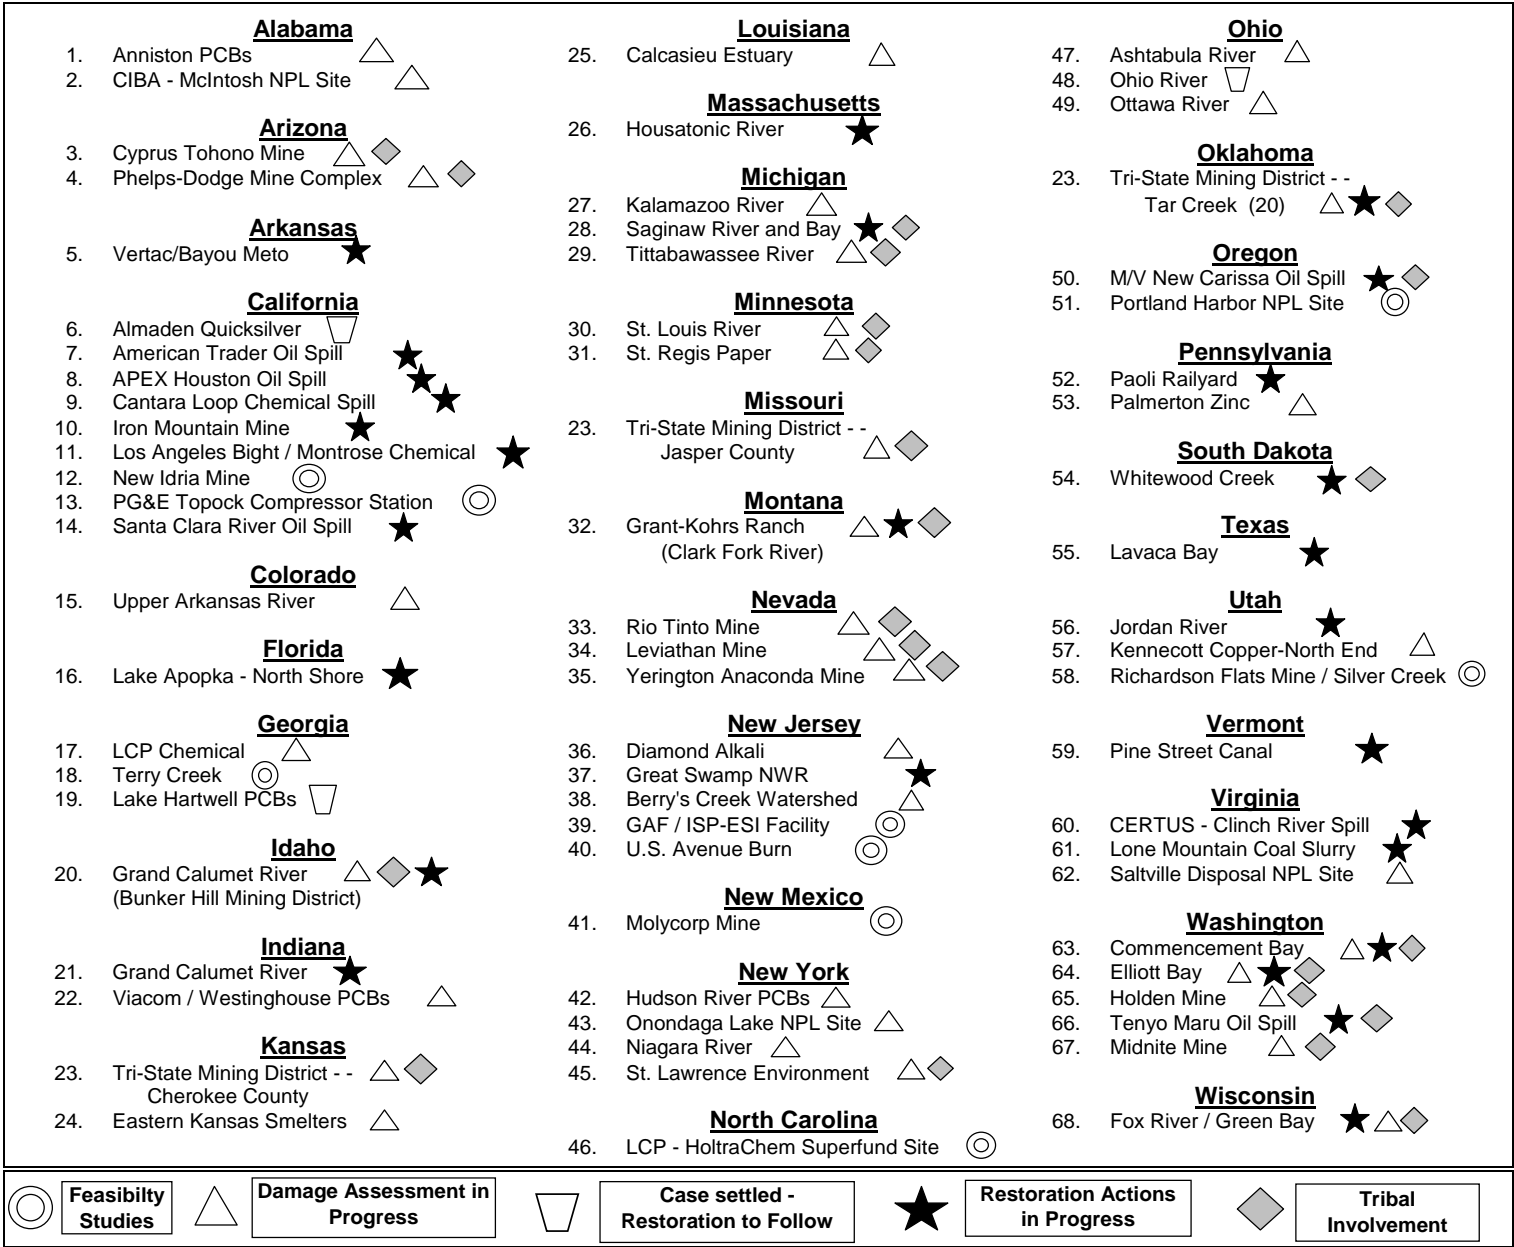 Alabama
1. Anniston PCBs
2. CIBA - McIntosh NPL Site
Arizona
3. Cyprus Tohono Mine
4. Phelps-Dodge Mine Complex
Arkansas
5. Vertac/Bayou Meto
California
6. Almaden Quicksilver
7. American Trader Oil Spill
8. APEX Houston Oil Spill
9. Cantara Loop Chemical Spill
10. Iron Mountain Mine
11. Los Angeles Bight / Montrose Chemical
12. New Idria Mine
13. PG&E Topock Compressor Station
14. Santa Clara River Oil Spill
Colorado
15. Upper Arkansas River
Florida
16. Lake Apopka - North Shore
Georgia
17. LCP Chemical
18. Terry Creek
19. Lake Hartwell PCBs
Idaho
20. Grand Calumet River
(Bunker Hill Mining District)
Indiana
21. Grand Calumet River
22. Viacom / Westinghouse PCBs
Kansas
23. Tri-State Mining District - -
Cherokee County
24. Eastern Kansas Smelters
Louisiana
25. Calcasieu Estuary
Massachusetts
26. Housatonic River
Michigan
27. Kalamazoo River
28. Saginaw River and Bay
29. Tittabawassee River
Minnesota
30. St. Louis River
31. St. Regis Paper
Missouri
23. Tri-State Mining District - -
Jasper County
Montana
32. Grant-Kohrs Ranch
(Clark Fork River)
Nevada
33. Rio Tinto Mine
34. Leviathan Mine
35. Yerington Anaconda Mine
New Jersey
36. Diamond Alkali
37. Great Swamp NWR
38. Berry's Creek Watershed
39. GAF / ISP-ESI Facility
40. U.S. Avenue Burn
New Mexico
41. Molycorp Mine
New York
42. Hudson River PCBs
43. Onondaga Lake NPL Site
44. Niagara River
45. St. Lawrence Environment
North Carolina
46. LCP - HoltraChem Superfund Site
Ohio
47. Ashtabula River
48. Ohio River
49. Ottawa River
Oklahoma
23. Tri-State Mining District - -
Tar Creek (20)
Oregon
50. M/V New Carissa Oil Spill
51. Portland Harbor NPL Site
Pennsylvania
52. Paoli Railyard
53. Palmerton Zinc
South Dakota
54. Whitewood Creek
Texas
55. Lavaca Bay
Utah
56. Jordan River
57. Kennecott Copper-North End
58. Richardson Flats Mine / Silver Creek
Vermont
59. Pine Street Canal
Virginia
60. CERTUS - Clinch River Spill
61. Lone Mountain Coal Slurry
62. Saltville Disposal NPL Site
Washington
63. Commencement Bay
64. Elliott Bay
65. Holden Mine
66. Tenyo Maru Oil Spill
67. Midnite Mine
Wisconsin
68. Fox River / Green Bay
Feasibilty
Studies
Damage Assessment in
Progress
Case settled -
Restoration to Follow
Restoration Actions
in Progress
Tribal
Involvement